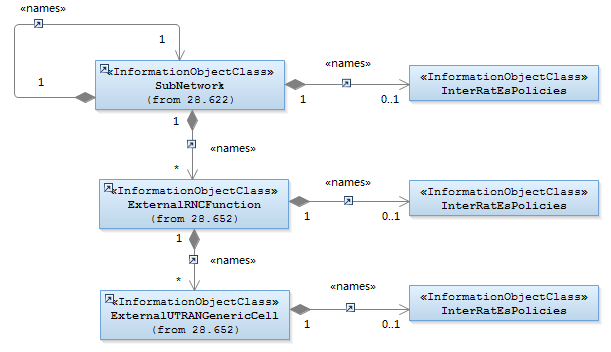 «names»
1
1
«InformationObjectClass»
SubNetwork
(from 28.622)
«names»
1
0..1
«InformationObjectClass»
InterRatEsPolicies
1
«names»
*
«InformationObjectClass»
ExternalRNCFunction
(from 28.652)
«names»
1
0..1
«InformationObjectClass»
InterRatEsPolicies
1
«names»
*
«InformationObjectClass»
ExternalUTRANGenericCell
(from 28.652)
«names»
1
0..1
«InformationObjectClass»
InterRatEsPolicies